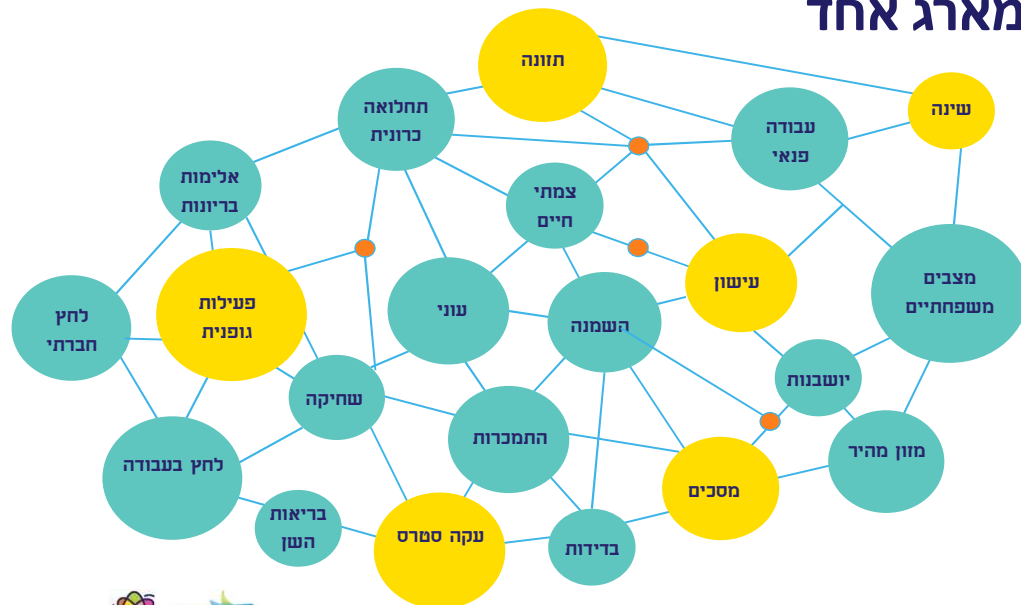 מארג אחד
תזונה
שינה
תחלואה
כרונית
עבודה
פנאי
אלימות
בריונות
צמתי
חיים
מצבים
משפחתיים
עישון
פעילות
גופנית
עוני
השמנה
לחץ
חברתי
יושבנות
שחיקה
התמכרות
מזון מהיר
לחץ בעבודה
מסכים
בריאות
השן
עקה סטרס
בדידות